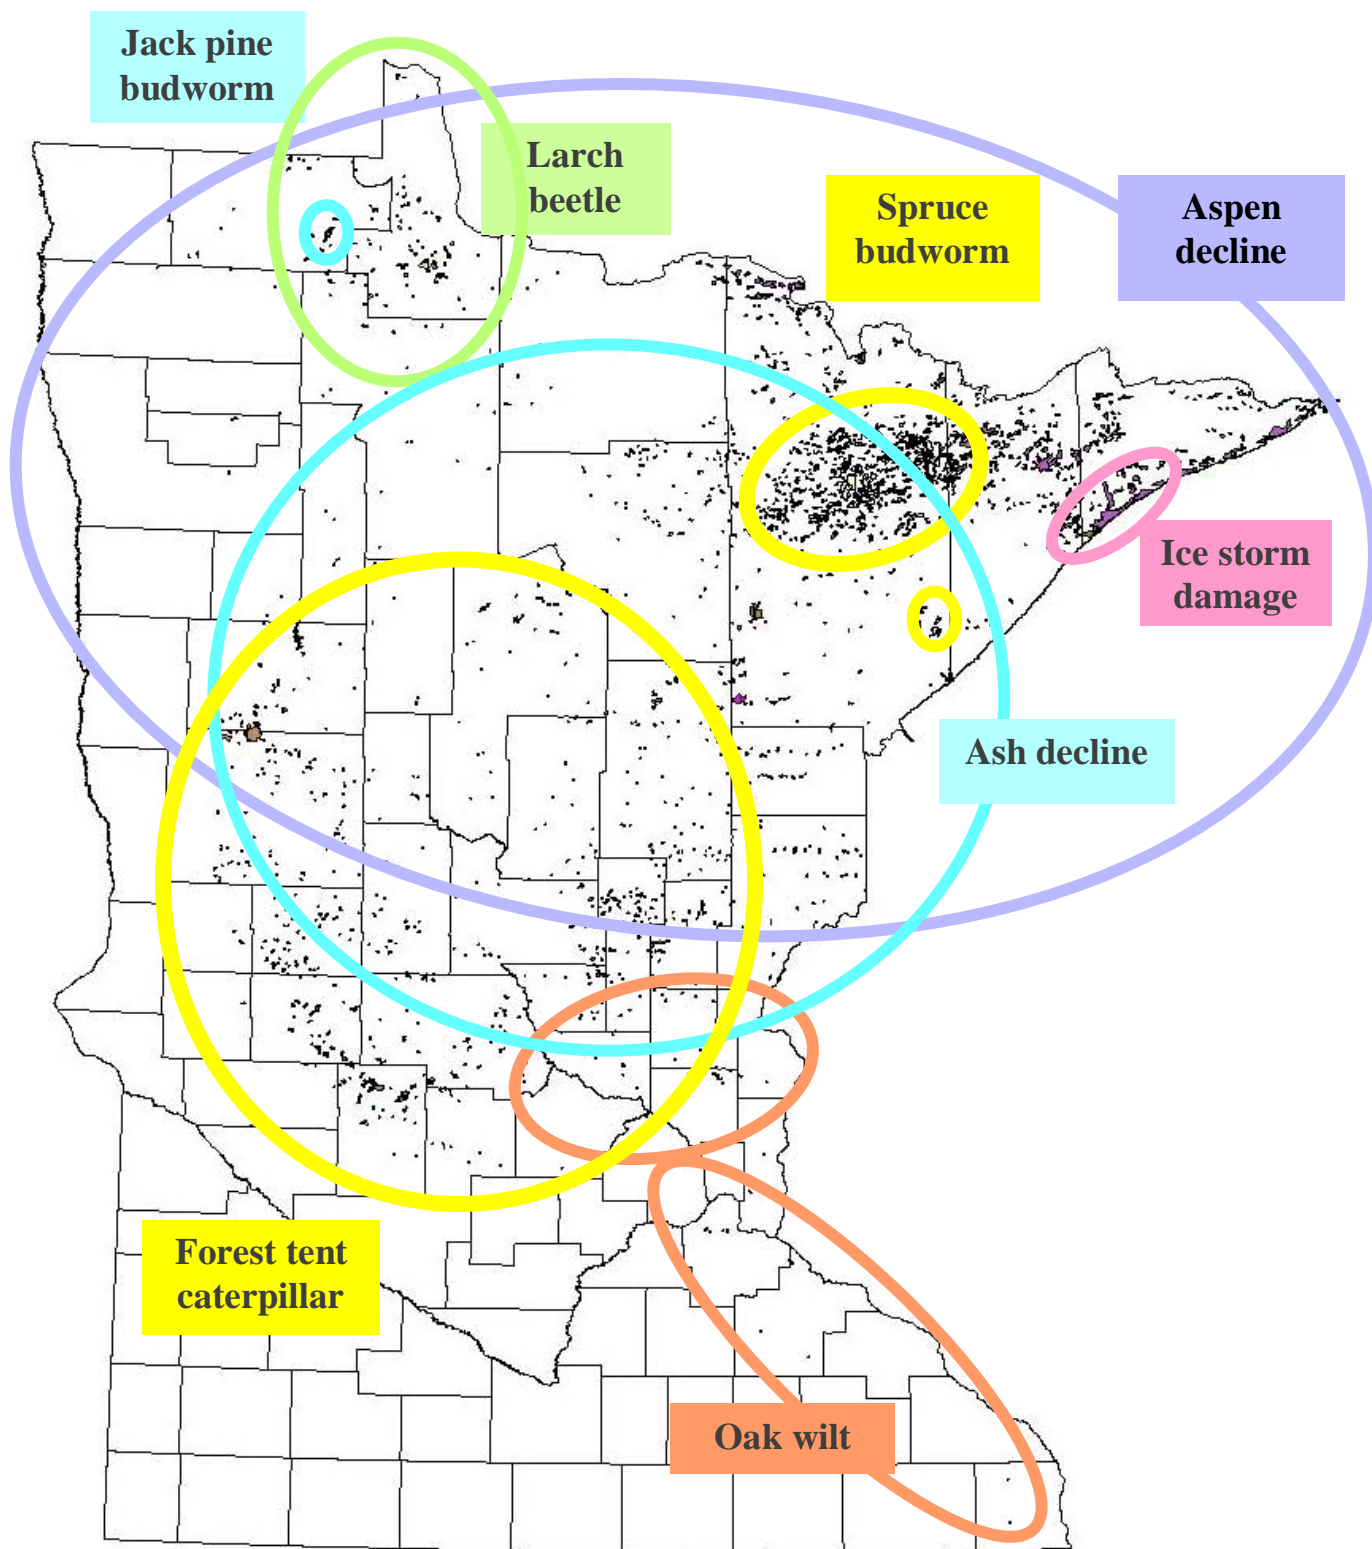 Jack pine
budworm
Larch
beetle
Spruce
budworm
Aspen
decline
Ice storm
damage
Ash decline
Forest tent
caterpillar
Oak wilt